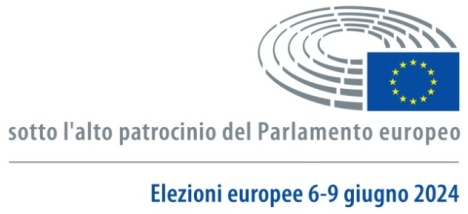 sotto l'alto patrocinio del Parlamento europeo
Elezioni europee 6-9 giugno 2024